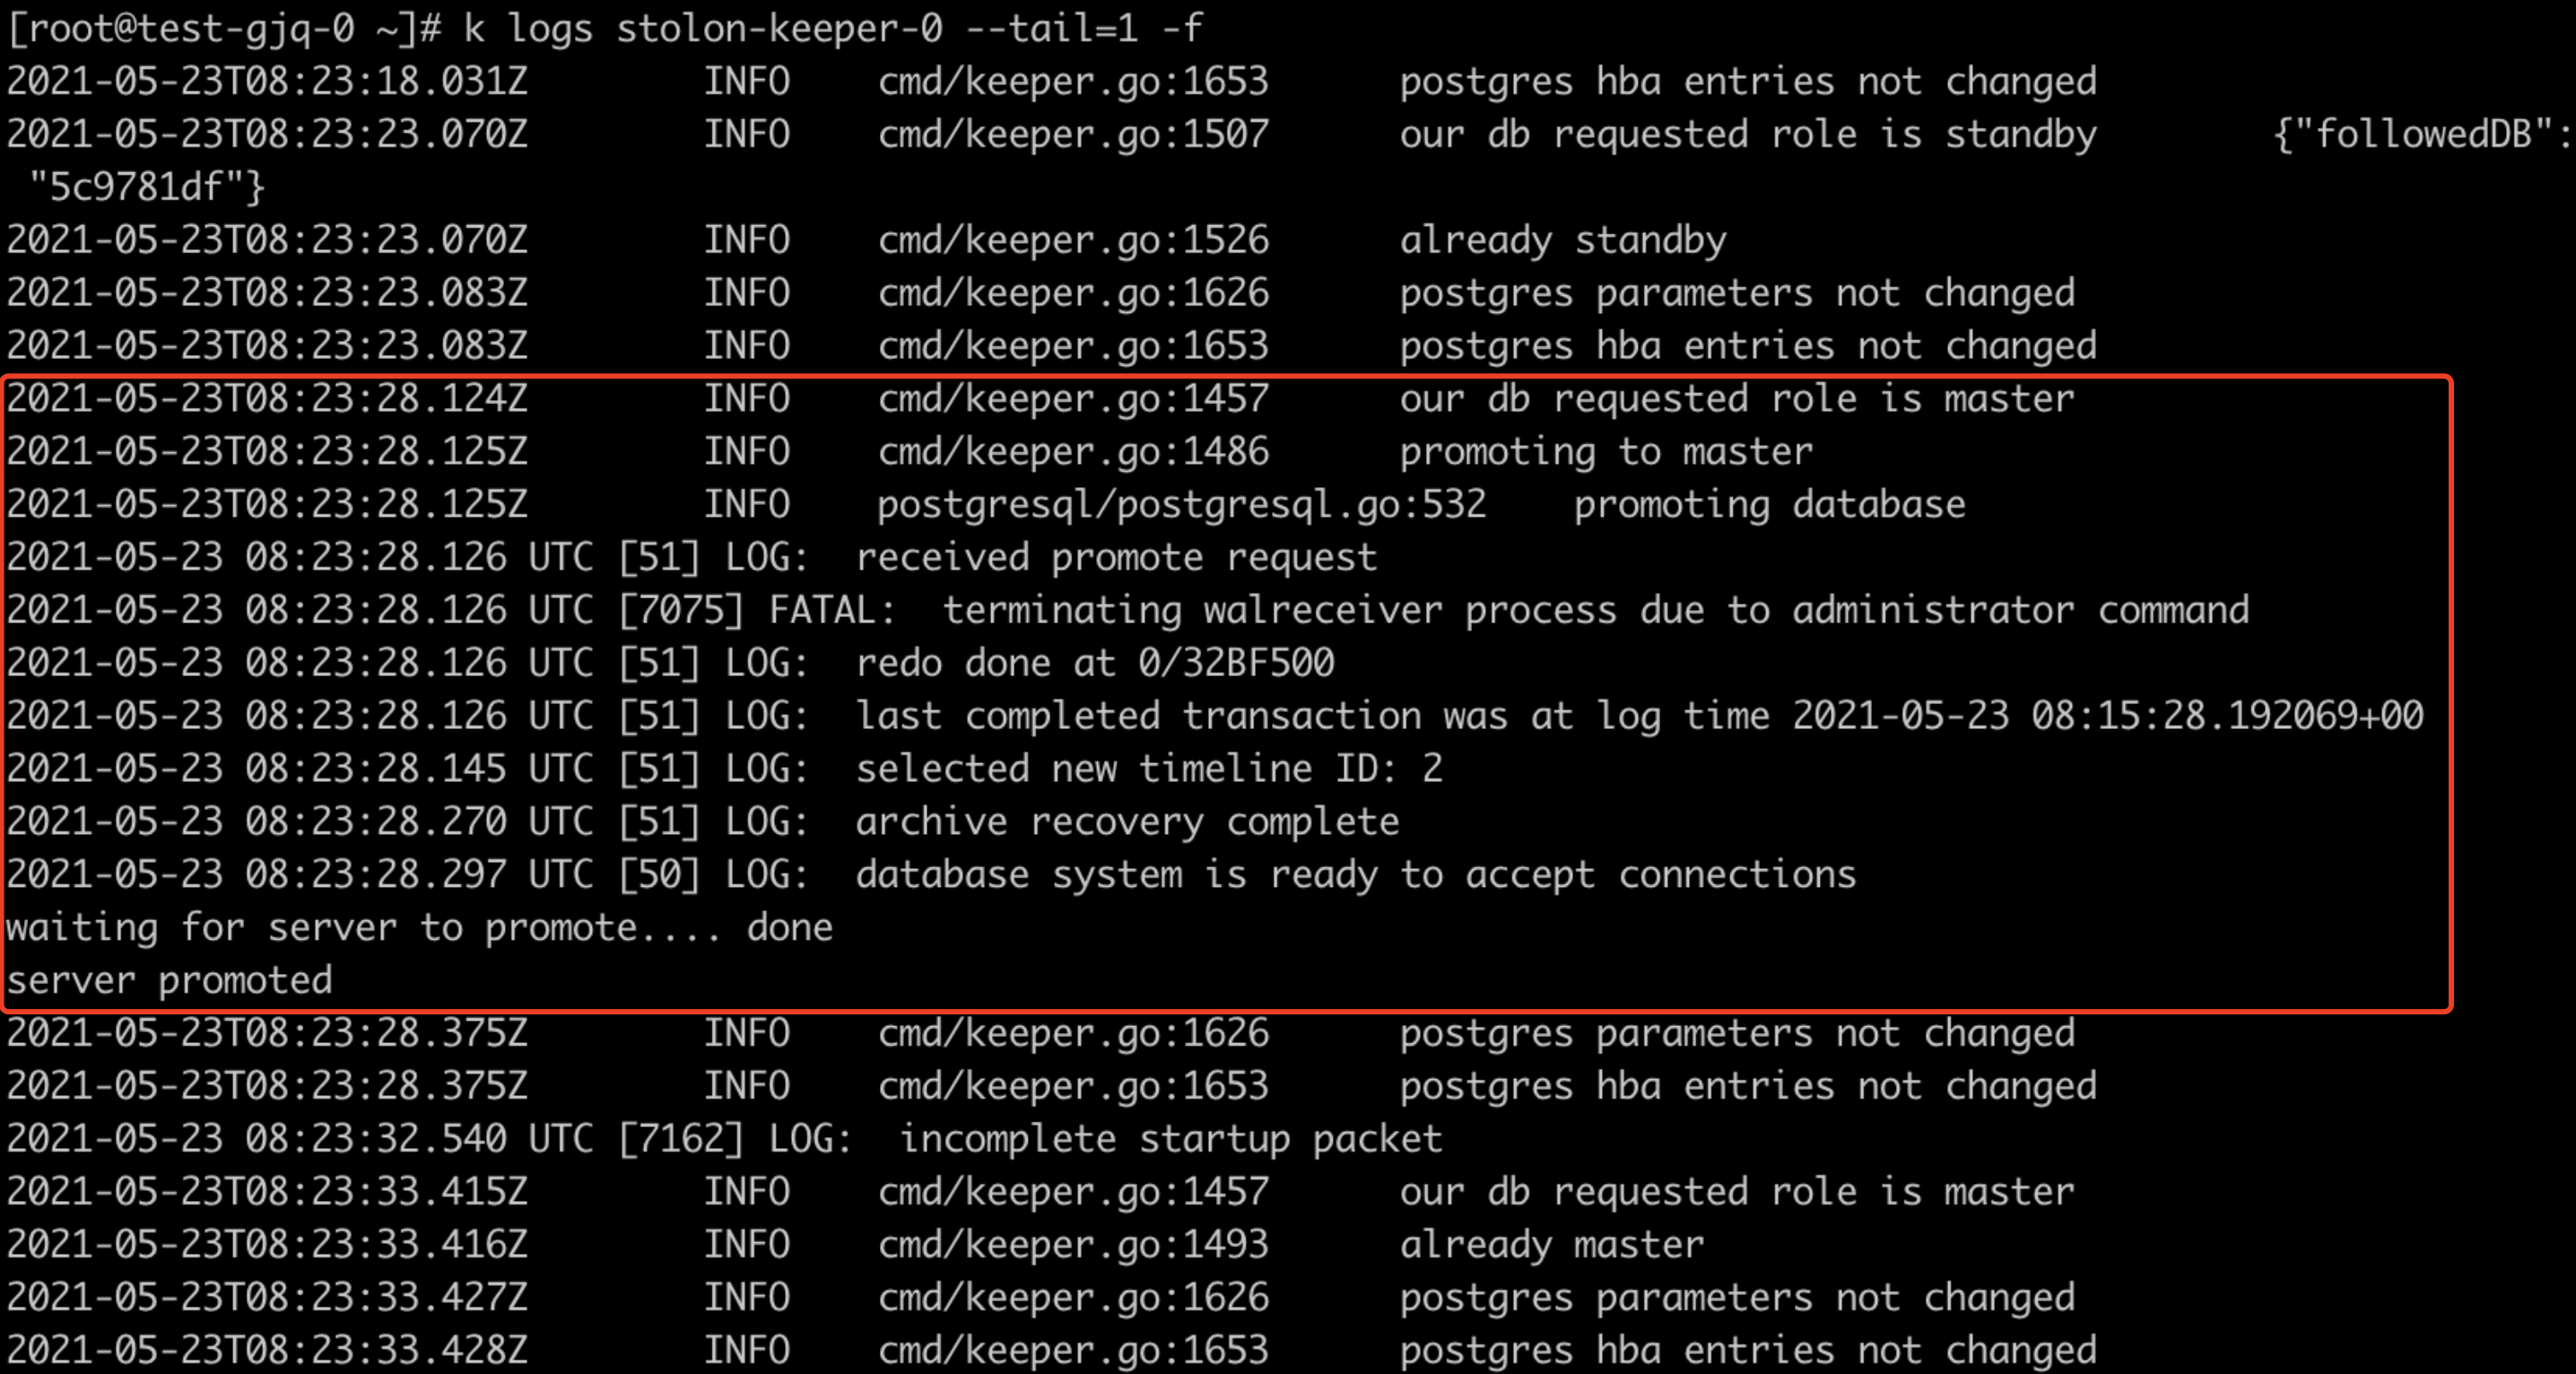 [root@test-gjq-0 ~]# k logs stolon-keeper-0 --tail=1 -f
2021-05-23T08:23:18.031Z        INFO    cmd/keeper.go:1653      postgres hba entries not changed
2021-05-23T08:23:23.070Z        INFO    cmd/keeper.go:1507      our db requested role is standby        {"followedDB":
 "5c9781df"}
2021-05-23T08:23:23.070Z        INFO    cmd/keeper.go:1526      already standby
2021-05-23T08:23:23.083Z        INFO    cmd/keeper.go:1626      postgres parameters not changed
2021-05-23T08:23:23.083Z        INFO    cmd/keeper.go:1653      postgres hba entries not changed
2021-05-23T08:23:28.124Z        INFO    cmd/keeper.go:1457      our db requested role is master
2021-05-23T08:23:28.125Z        INFO    cmd/keeper.go:1486      promoting to master
2021-05-23T08:23:28.125Z        INFO    postgresql/postgresql.go:532    promoting database
2021-05-23 08:23:28.126 UTC [51] LOG:  received promote request
2021-05-23 08:23:28.126 UTC [7075] FATAL:  terminating walreceiver process due to administrator command
2021-05-23 08:23:28.126 UTC [51] LOG:  redo done at 0/32BF500
2021-05-23 08:23:28.126 UTC [51] LOG:  last completed transaction was at log time 2021-05-23 08:15:28.192069+00
2021-05-23 08:23:28.145 UTC [51] LOG:  selected new timeline ID: 2
2021-05-23 08:23:28.270 UTC [51] LOG:  archive recovery complete
2021-05-23 08:23:28.297 UTC [50] LOG:  database system is ready to accept connections
waiting for server to promote.... done
server promoted
2021-05-23T08:23:28.375Z        INFO    cmd/keeper.go:1626      postgres parameters not changed
2021-05-23T08:23:28.375Z        INFO    cmd/keeper.go:1653      postgres hba entries not changed
2021-05-23 08:23:32.540 UTC [7162] LOG:  incomplete startup packet
2021-05-23T08:23:33.415Z        INFO    cmd/keeper.go:1457      our db requested role is master
2021-05-23T08:23:33.416Z        INFO    cmd/keeper.go:1493      already master
2021-05-23T08:23:33.427Z        INFO    cmd/keeper.go:1626      postgres parameters not changed
2021-05-23T08:23:33.428Z        INFO    cmd/keeper.go:1653      postgres hba entries not changed